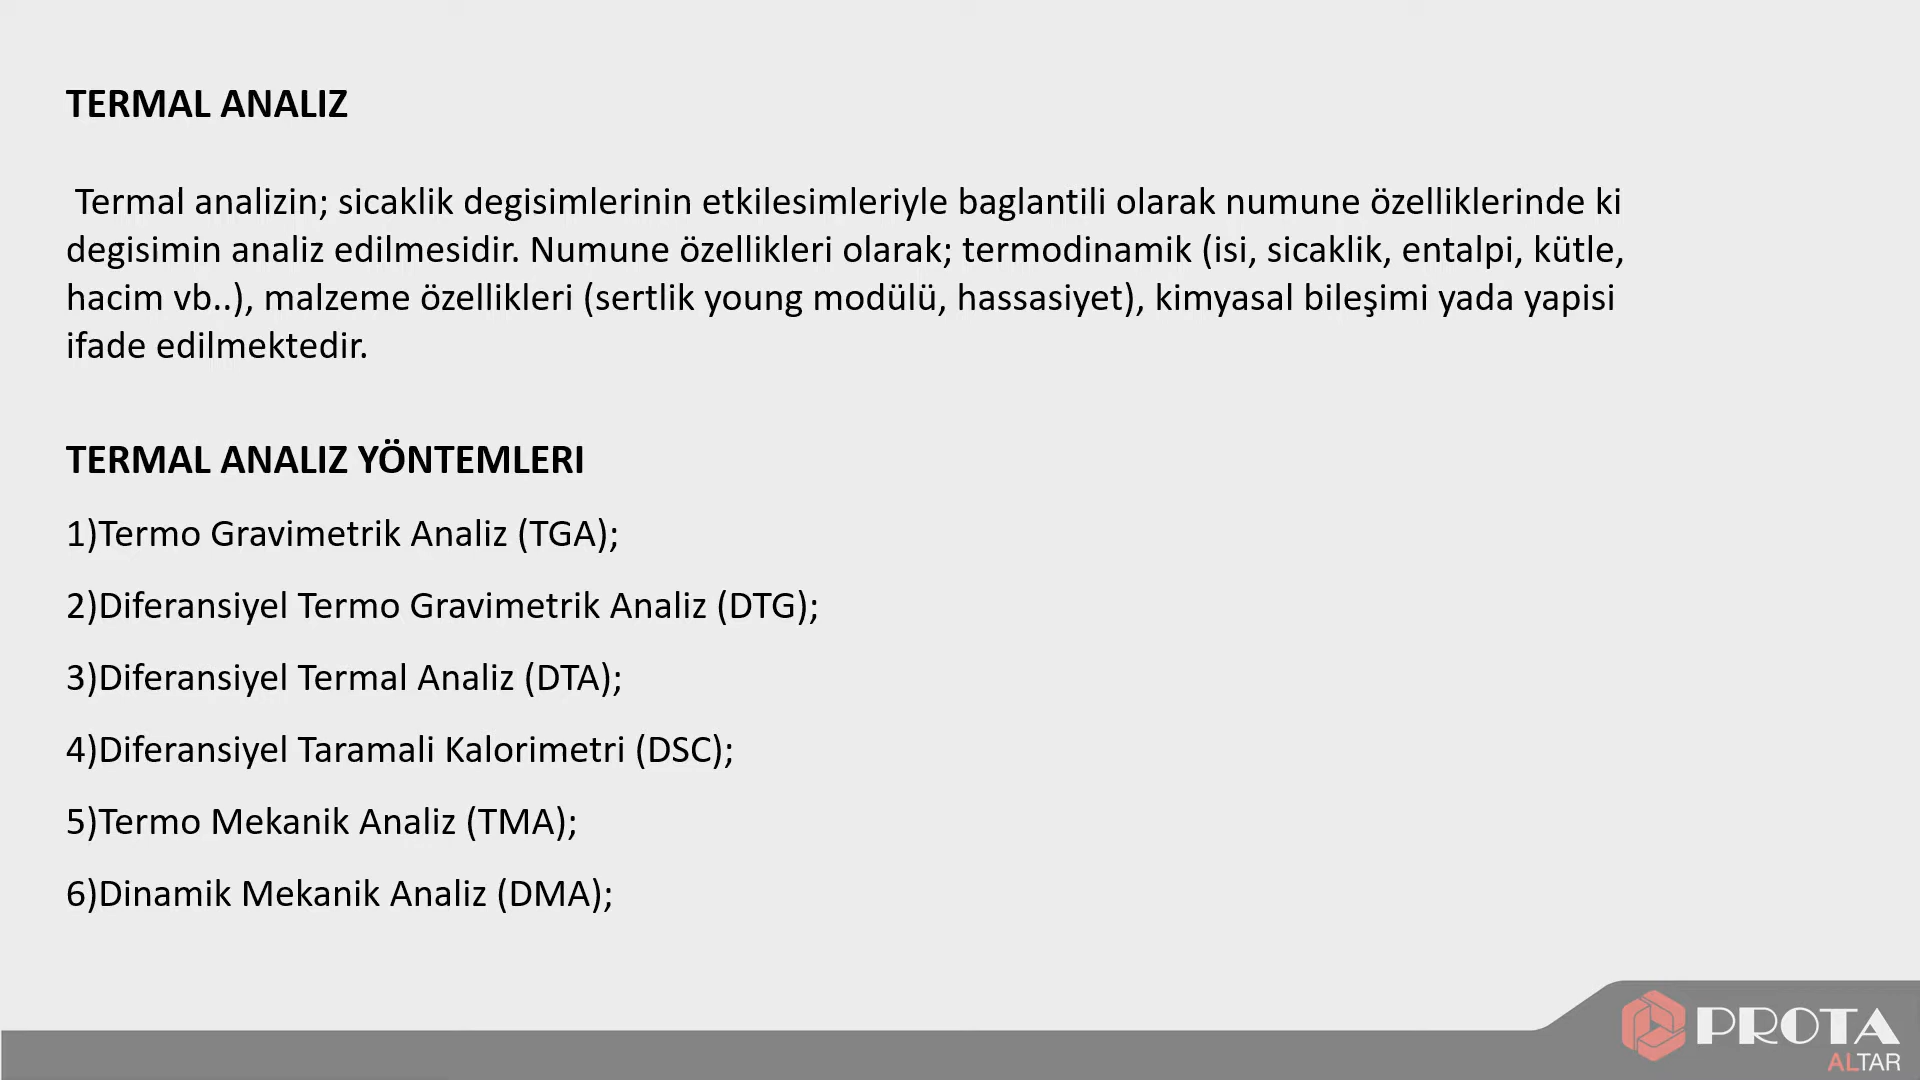 TERMAL ANALIZ
Termal analizin; sicaklik degisimlerinin etkilesimleriyle baglantili olarak numune özelliklerinde ki
degisimin analiz edilmesidir. Numune özellikleri olarak; termodinamik (isi, sicaklik, entalpi, kütle,
hacim vb..), malzeme özellikleri (sertlik young modülü, hassasiyet), kimyasal bileşimi yada yapisi
ifade edilmektedir.
TERMAL ANALIZ YÖNTEMLERI
1)Termo Gravimetrik Analiz (TGA);
2)Diferansiyel Termo Gravimetrik Analiz (DTG);
3)Diferansiyel Termal Analiz (DTA);
4)Diferansiyel Taramali Kalorimetri (DSC);
5)Termo Mekanik Analiz (TMA);
6)Dinamik Mekanik Analiz (DMA);
PROTA
ALTAR